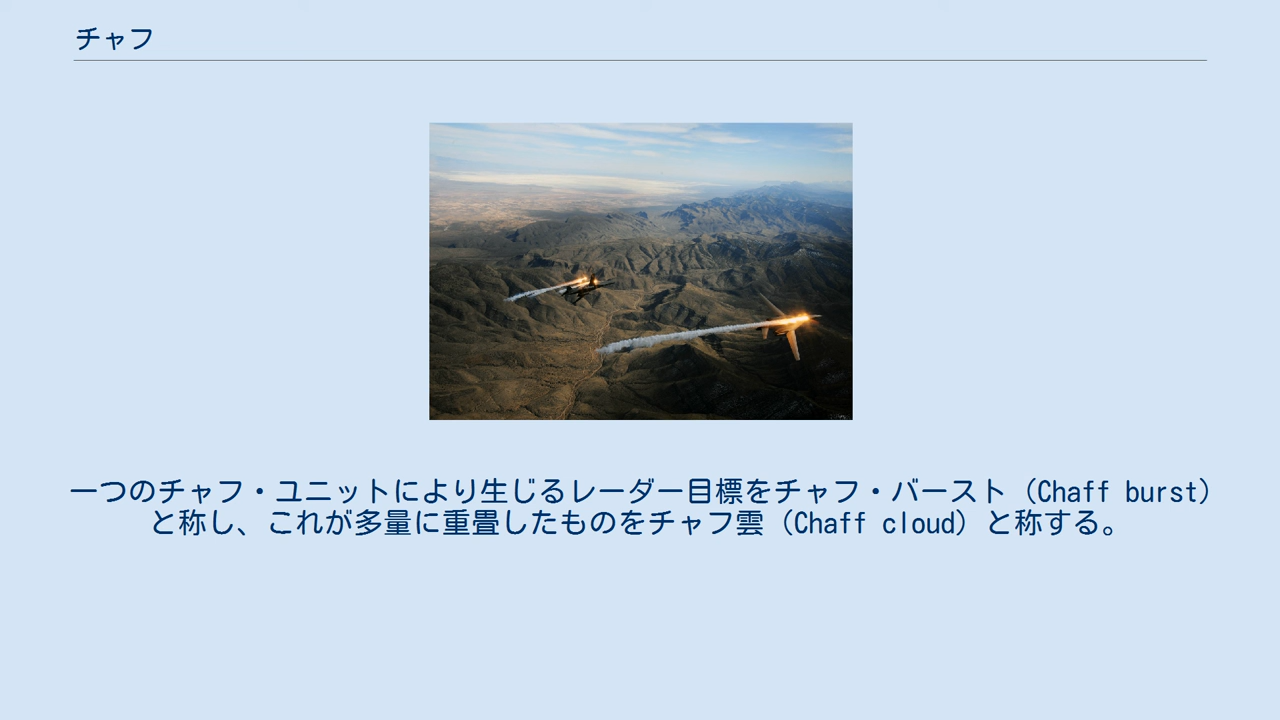 チャフ
一つのチャフ・ユニットにより生じるレーダー目標をチャフ・バースト（Chaff burst）
と称し、これが多量に重畳したものをチャフ雲（Chaff cloud）と称する。